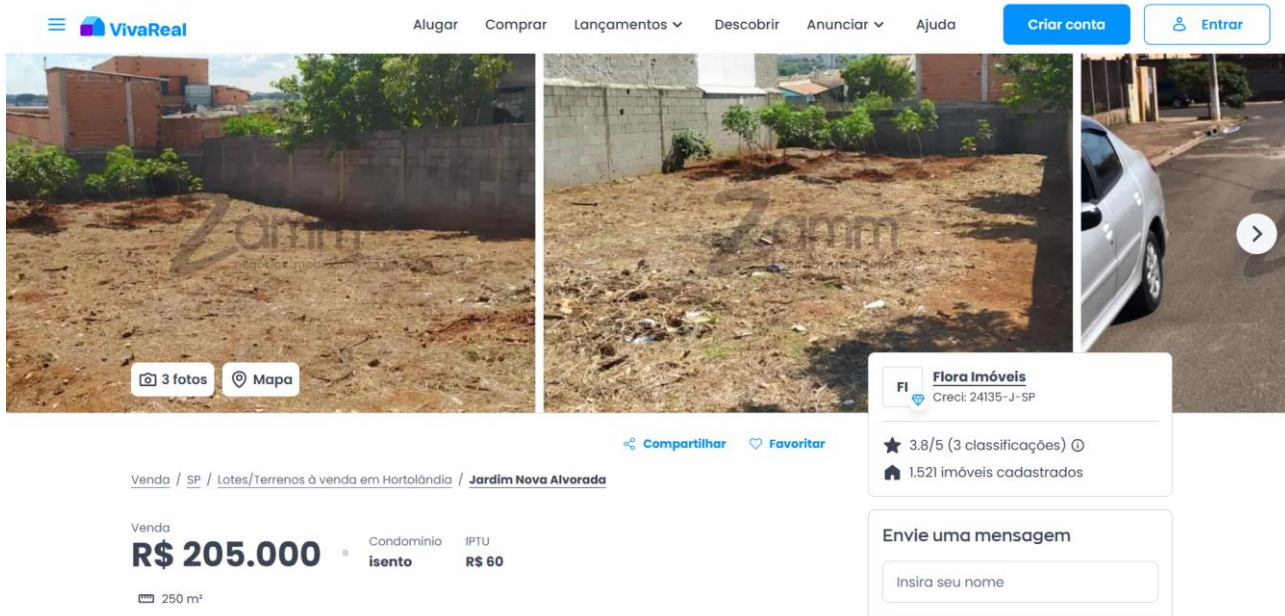 VivaReal
Alugar Comprar Lançamentos Descobrir Anunciar Ajuda Criar conta Entrar
Zamm Zamm
3 fotos Mapa
FI
Flora Imóveis
Creci: 24135-J-SP
Compartilhar Favoritar
3.8/5 (3 classificações)
1.521 imóveis cadastrados
Venda / SP / Lotes/Terrenos à venda em Hortolândia / Jardim Nova Alvorada
Venda
R$ 205.000
Condomínio
isento
IPTU
R$ 60
250 m²
Envie uma mensagem
Insira seu nome